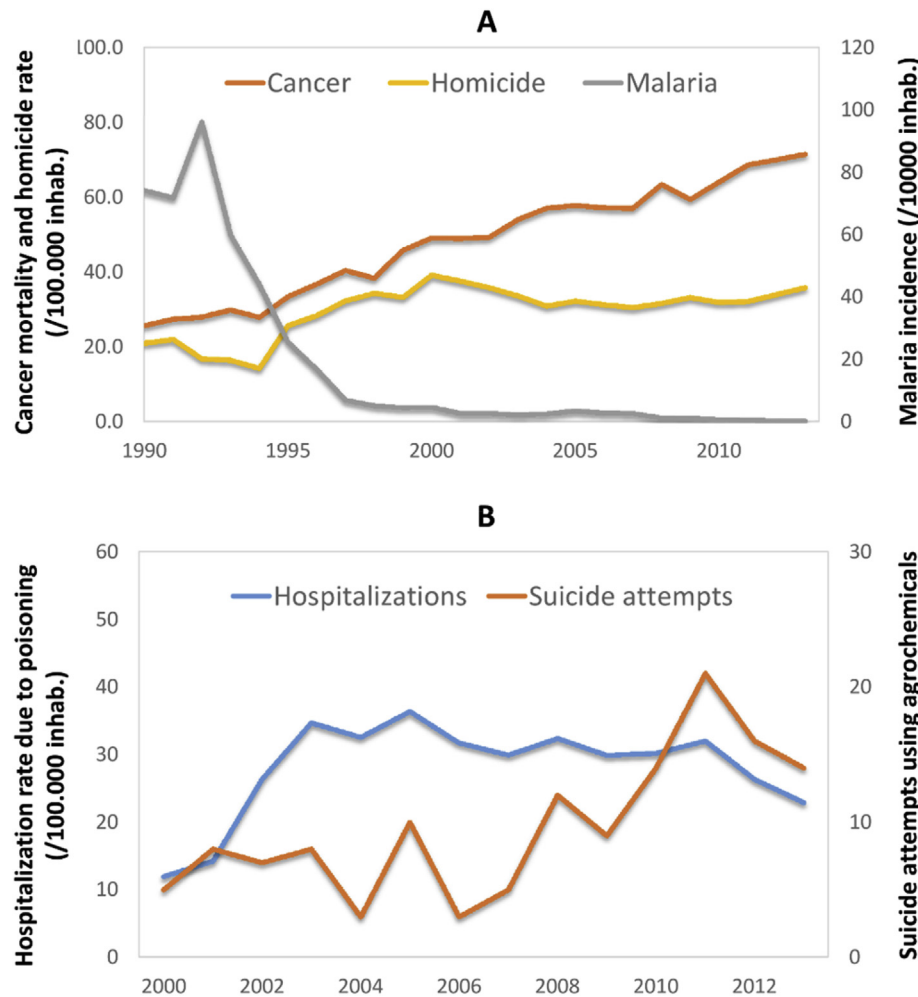 A
Cancer mortality and homicide rate
(/100.000 inhab.)
100.0
80.0
60.0
40.0
20.0
0.0
Cancer
Homicide
Malaria
120
100
80
60
40
20
0
Malaria incidence (/10000 inhab.)
1990
1995
2000
2005
2010
B
Hospitalization rate due to poisoning
(/100.000 inhab.)
60
50
40
30
20
10
0
Hospitalizations
Suicide attempts
30
20
10
0
Suicide attempts using agrochemicals
2000
2002
2004
2006
2008
2010
2012